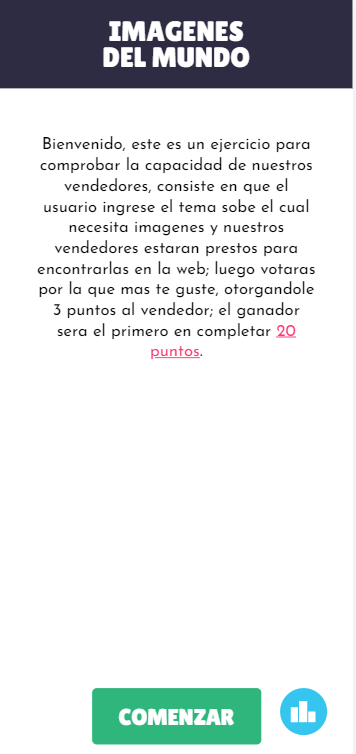 IMAGENES
DEL MUNDO
Bienvenido, este es un ejercicio para
comprobar la capacidad de nuestros
vendedores, consiste en que el
usuario ingrese el tema sobe el cual
necesita imagenes y nuestros
vendedores estaran prestos para
encontrarlas en la web; luego votaras
por la que mas te guste, otorgandole
3 puntos al vendedor; el ganador
sera el primero en completar 20
puntos.
COMENZAR